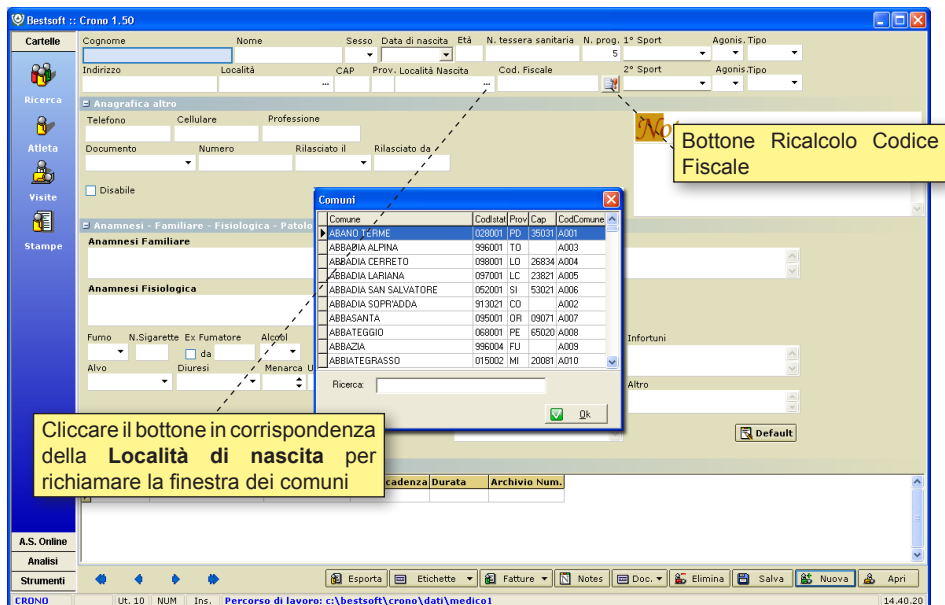 Bestsoft :: Crono 1.50
Cartelle
Ricerca
Atleta
Visite
Stampe
A.S. Online
Analisi
Strumenti
Cognome Nome Sesso Data di nascita Età N. tessera sanitaria N. prog. 1° Sport Agonis. Tipo
5
Indirizzo Località CAP Prov. Località Nascita Cod. Fiscale 2° Sport Agonis. Tipo
... ...
Anagrafica altro
Telefono Cellulare Professione
Documento Numero Rilasciato il Rilasciato da
Disabile
Bottone Ricalcolo Codice
Fiscale
Anamnesi - Familiare - Fisiologica - Patolo
Anamnesi Familiare
Anamnesi Fisiologica
Fumo N.Sigarette Ex Fumatore Alcool
da
Alvo Diuresi Menarca U
Infortuni
Altro
Default
Comuni
Comune CodIstat Prov Cap CodComune
ABANO TERME 028001 PD 35031 A001
ABBADIA ALPINA 996001 TO A003
ABBADIA CERRETO 098001 LO 26834 A004
ABBADIA LARIANA 097001 LC 23821 A005
ABBADIA SAN SALVATORE 052001 SI 53021 A006
ABBADIA SOPR'ADDA 913021 CO A002
ABBASANTA 095001 OR 09071 A007
ABBATEGGIO 068001 PE 65020 A008
ABBAZIA 996004 FU A009
ABBIATEGRASSO 015002 MI 20081 A010
Ricerca:
Ok
Cliccare il bottone in corrispondenza
della Località di nascita per
richiamare la finestra dei comuni
cadenza Durata Archivio Num.
Esporta Etichette Fatture Notes Doc. Elimina Salva Nuova Apri
CRONO Ut. 10 NUM Ins. Percorso di lavoro: c:\bestsoft\crono\dati\medico1 14.40.20